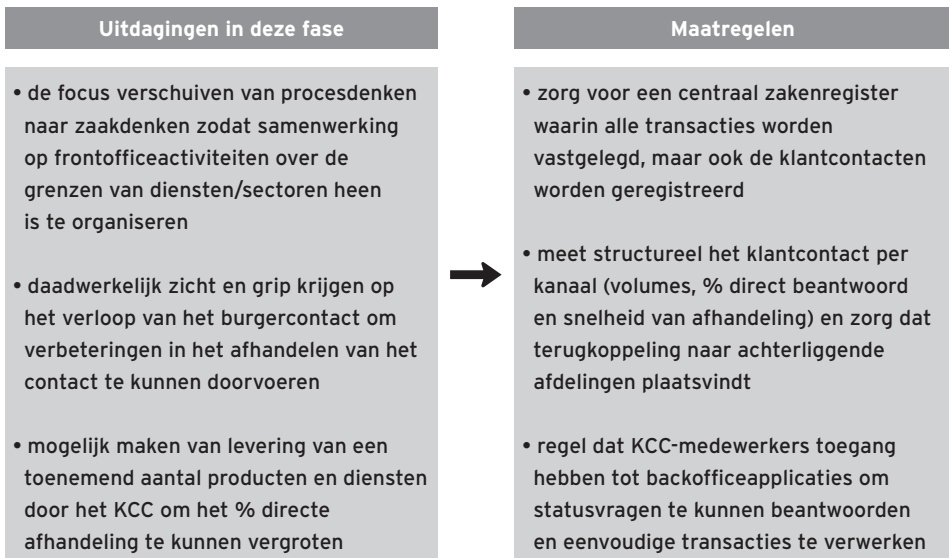 Uitdagingen in deze fase
• de focus verschuiven van procesdenken
naar zaakdenken zodat samenwerking
op frontofficeactiviteiten over de
grenzen van diensten/sectoren heen
is te organiseren
• daadwerkelijk zicht en grip krijgen op
het verloop van het burgercontact om
verbeteringen in het afhandelen van het
contact te kunnen doorvoeren
• mogelijk maken van levering van een
toenemend aantal producten en diensten
door het KCC om het % directe
afhandeling te kunnen vergroten
Maatregelen
• zorg voor een centraal zakenregister
waarin alle transacties worden
vastgelegd, maar ook de klantcontacten
worden geregistreerd
• meet structureel het klantcontact per
kanaal (volumes, % direct beantwoord
en snelheid van afhandeling) en zorg dat
terugkoppeling naar achterliggende
afdelingen plaatsvindt
• regel dat KCC-medewerkers toegang
hebben tot backofficeapplicaties om
statusvragen te kunnen beantwoorden
en eenvoudige transacties te verwerken